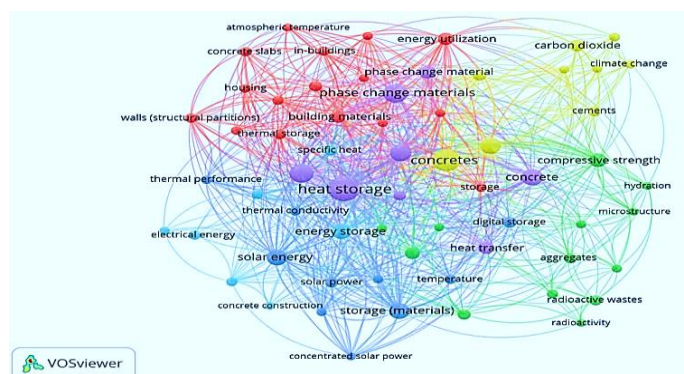 atmospheric temperature
energy utilization
concrete slabs
in-buildings
carbon dioxide
climate change
phase change material
housing
phase change materials
walls (structural partitions)
building materials
cements
thermal storage
specific heat
concretes
compressive strength
thermal performance
heat storage
storage
concrete
hydration
thermal conductivity
digital storage
microstructure
electrical energy
energy storage
heat transfer
solar energy
aggregates
solar power
temperature
concrete construction
storage (materials)
radioactive wastes
radioactivity
concentrated solar power
VOSviewer